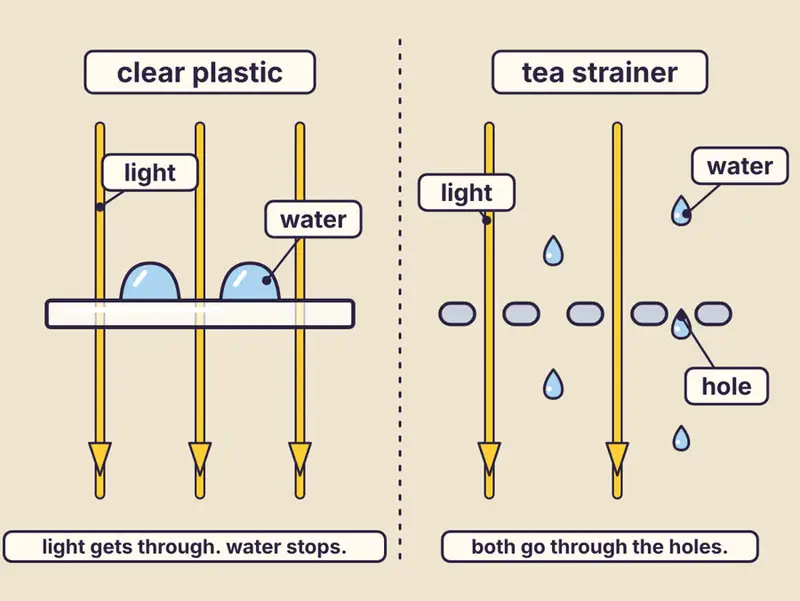 clear plastic
light
water
light gets through. water stops.
tea strainer
water
light
hole
both go through the holes.